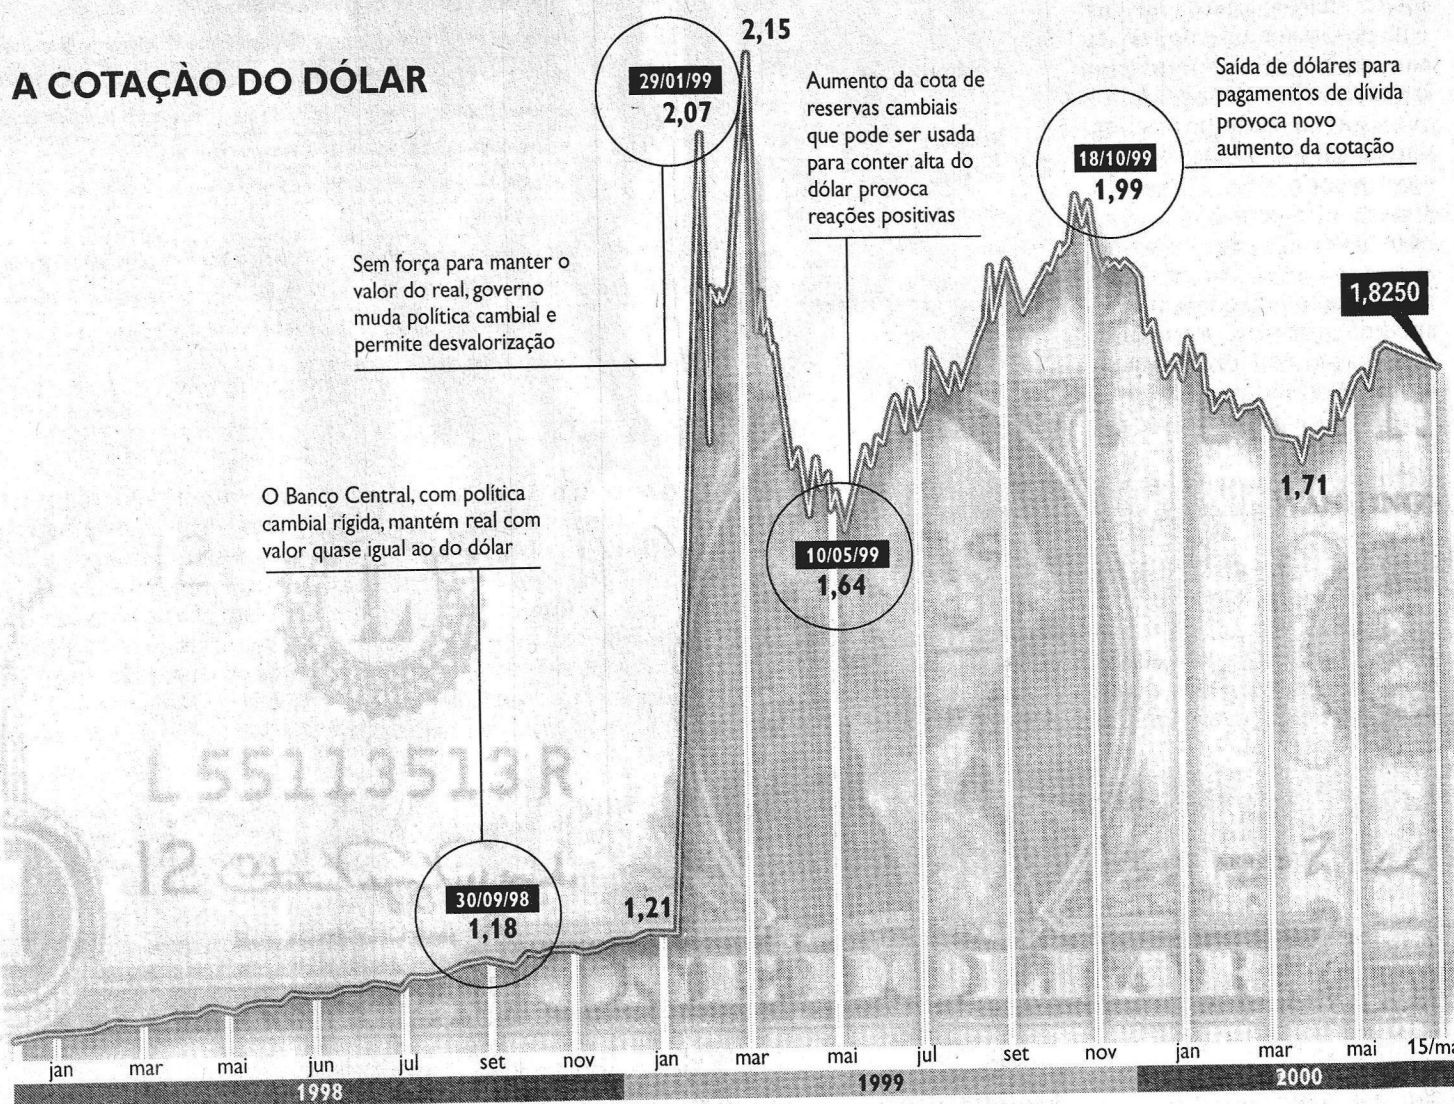 A COTAÇÀO DO DÓLAR
29/01/99
2,07
2,15
Sem força para manter o
valor do real, governo
muda política cambial e
permite desvalorização
Aumento da cota de
reservas cambiais
que pode ser usada
para conter alta do
dólar provoca
reações positivas
18/10/99
1,99
Saída de dólares para
pagamentos de dívida
provoca novo
aumento da cotação
1,8250
O Banco Central, com política
cambial rígida, mantém real com
valor quase igual ao do dólar
10/05/99
1,64
1,71
WASHING
L 55113513 R
12
30/09/98
1,18
1,21
jan mar mai jun jul set nov jan mar mai jul set nov jan mar mai 15/ma
1998 1999 2000